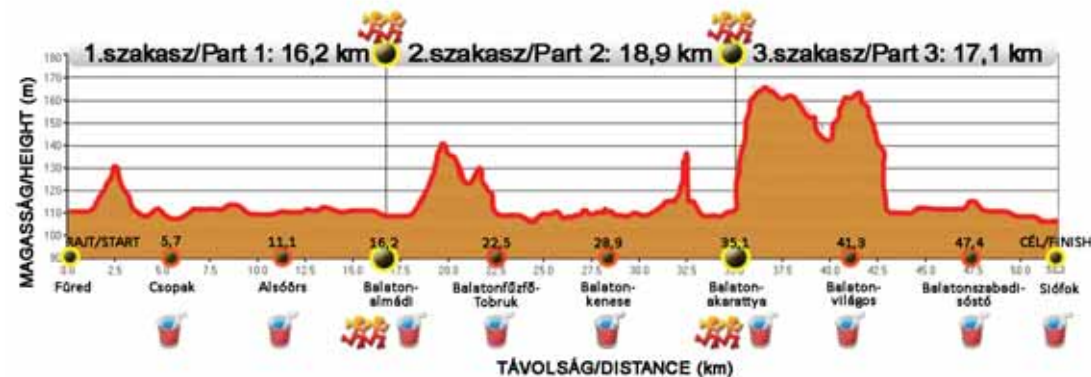 1.szakasz/Part 1: 16,2 km
2.szakasz/Part 2: 18,9 km
3.szakasz/Part 3: 17,1 km
MAGASSÁG/HEIGHT (m)
180
170
160
150
140
130
120
110
100
90
RAJT/START 5,7 11,1 16,2 22,5 28,9 35,1 41,3 47,4 CÉL/FINISH
0.0 2.5 5.0 7.5 10.0 12.5 15.0 17.5 20.0 22.5 25.0 27.5 30.0 32.5 35.0 37.5 40.0 42.5 45.0 47.5 50.0
Füred
Csopak
Alsóörs
Balaton-
almádi
Balatonfűzfő-
Tobruk
Balaton-
kenese
Balaton-
akarattya
Balaton-
világos
Balatonszabadi-
sóstó
Siófok
TÁVOLSÁG/DISTANCE (km)